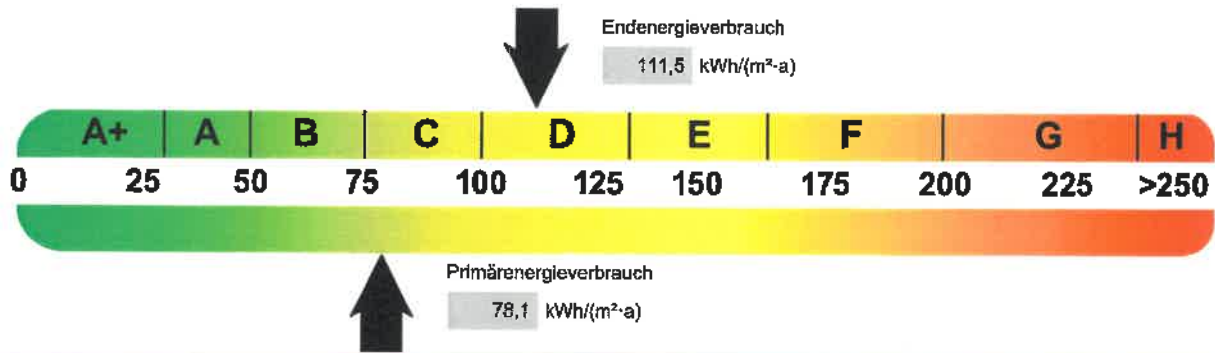 Endenergieverbrauch
111,5 kWh/(m²·a)
A+ A B C D E F G H
0 25 50 75 100 125 150 175 200 225 >250
Primärenergieverbrauch
78,1 kWh/(m²·a)